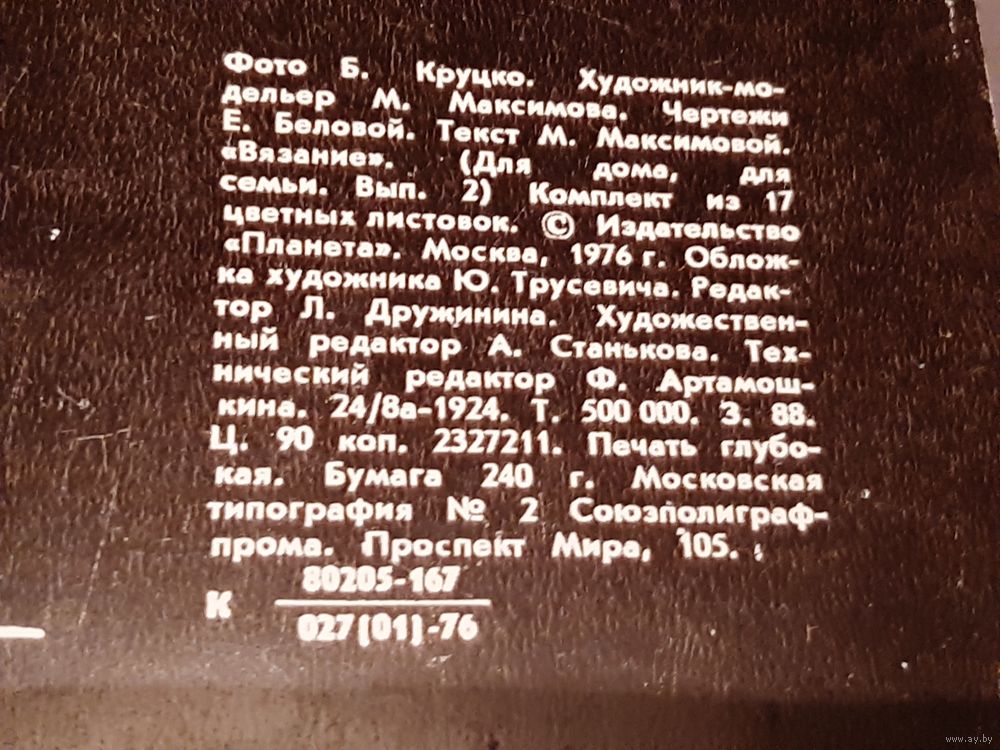 Фото Б. Круцко. Художник-мо-
дельер М. Максимова. Чертежи
Е. Беловой. Текст М. Максимовой.
«Вязание». (Для дома, для
семьи. Вып. 2) Комплект из 17
цветных листовок. © Издательство
«Планета». Москва, 1976 г. Облож-
ка художника Ю. Трусевича. Редак-
тор Л. Дружинина. Художествен-
ный редактор А. Станькова. Тех-
нический редактор Ф. Артамош-
кина. 24/8а-1924. Т. 500 000. З. 88.
Ц. 90 коп. 2327211. Печать глубо-
кая. Бумага 240 г. Московская
типография № 2 Союзполиграф-
прома. Проспект Мира, 105.
80205-167
К
027(01)-76
www.ay.by